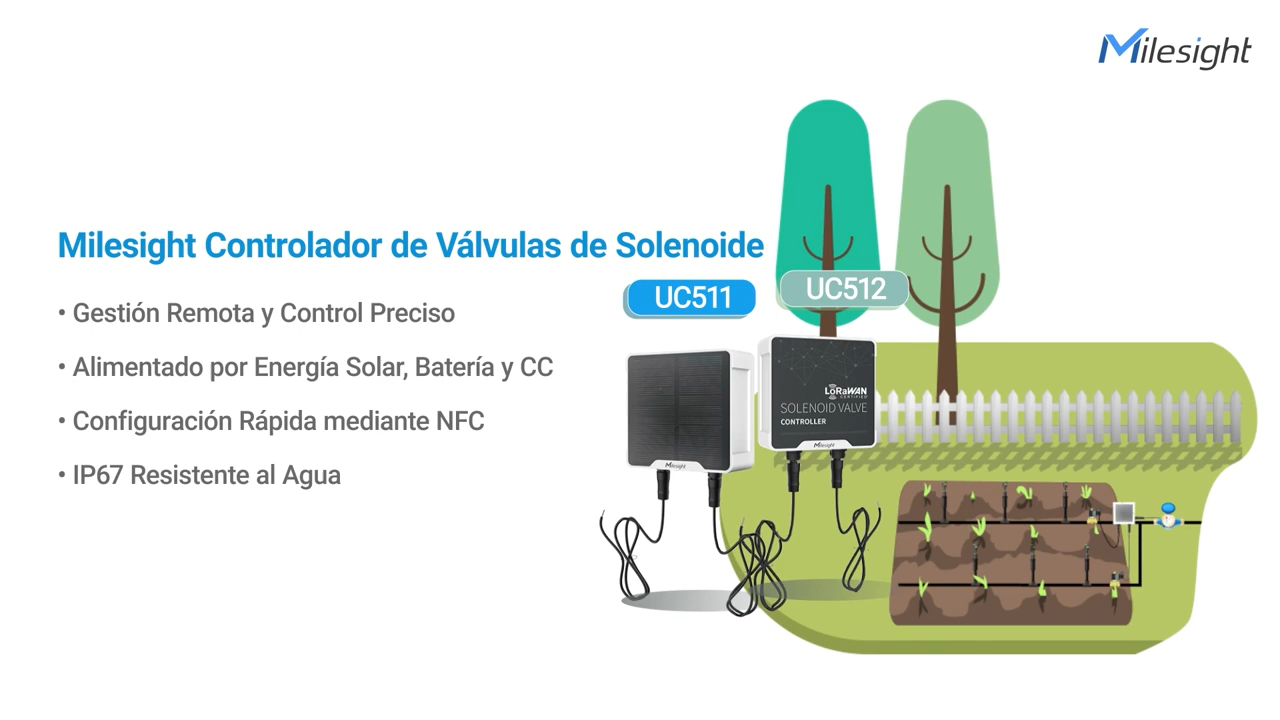 Milesight
Milesight Controlador de Válvulas de Solenoide
UC511
UC512
• Gestión Remota y Control Preciso
• Alimentado por Energía Solar, Batería y CC
• Configuración Rápida mediante NFC
• IP67 Resistente al Agua
LoRaWAN
CERTIFIED
SOLENOID VALVE
CONTROLLER
Milesight
Milesight